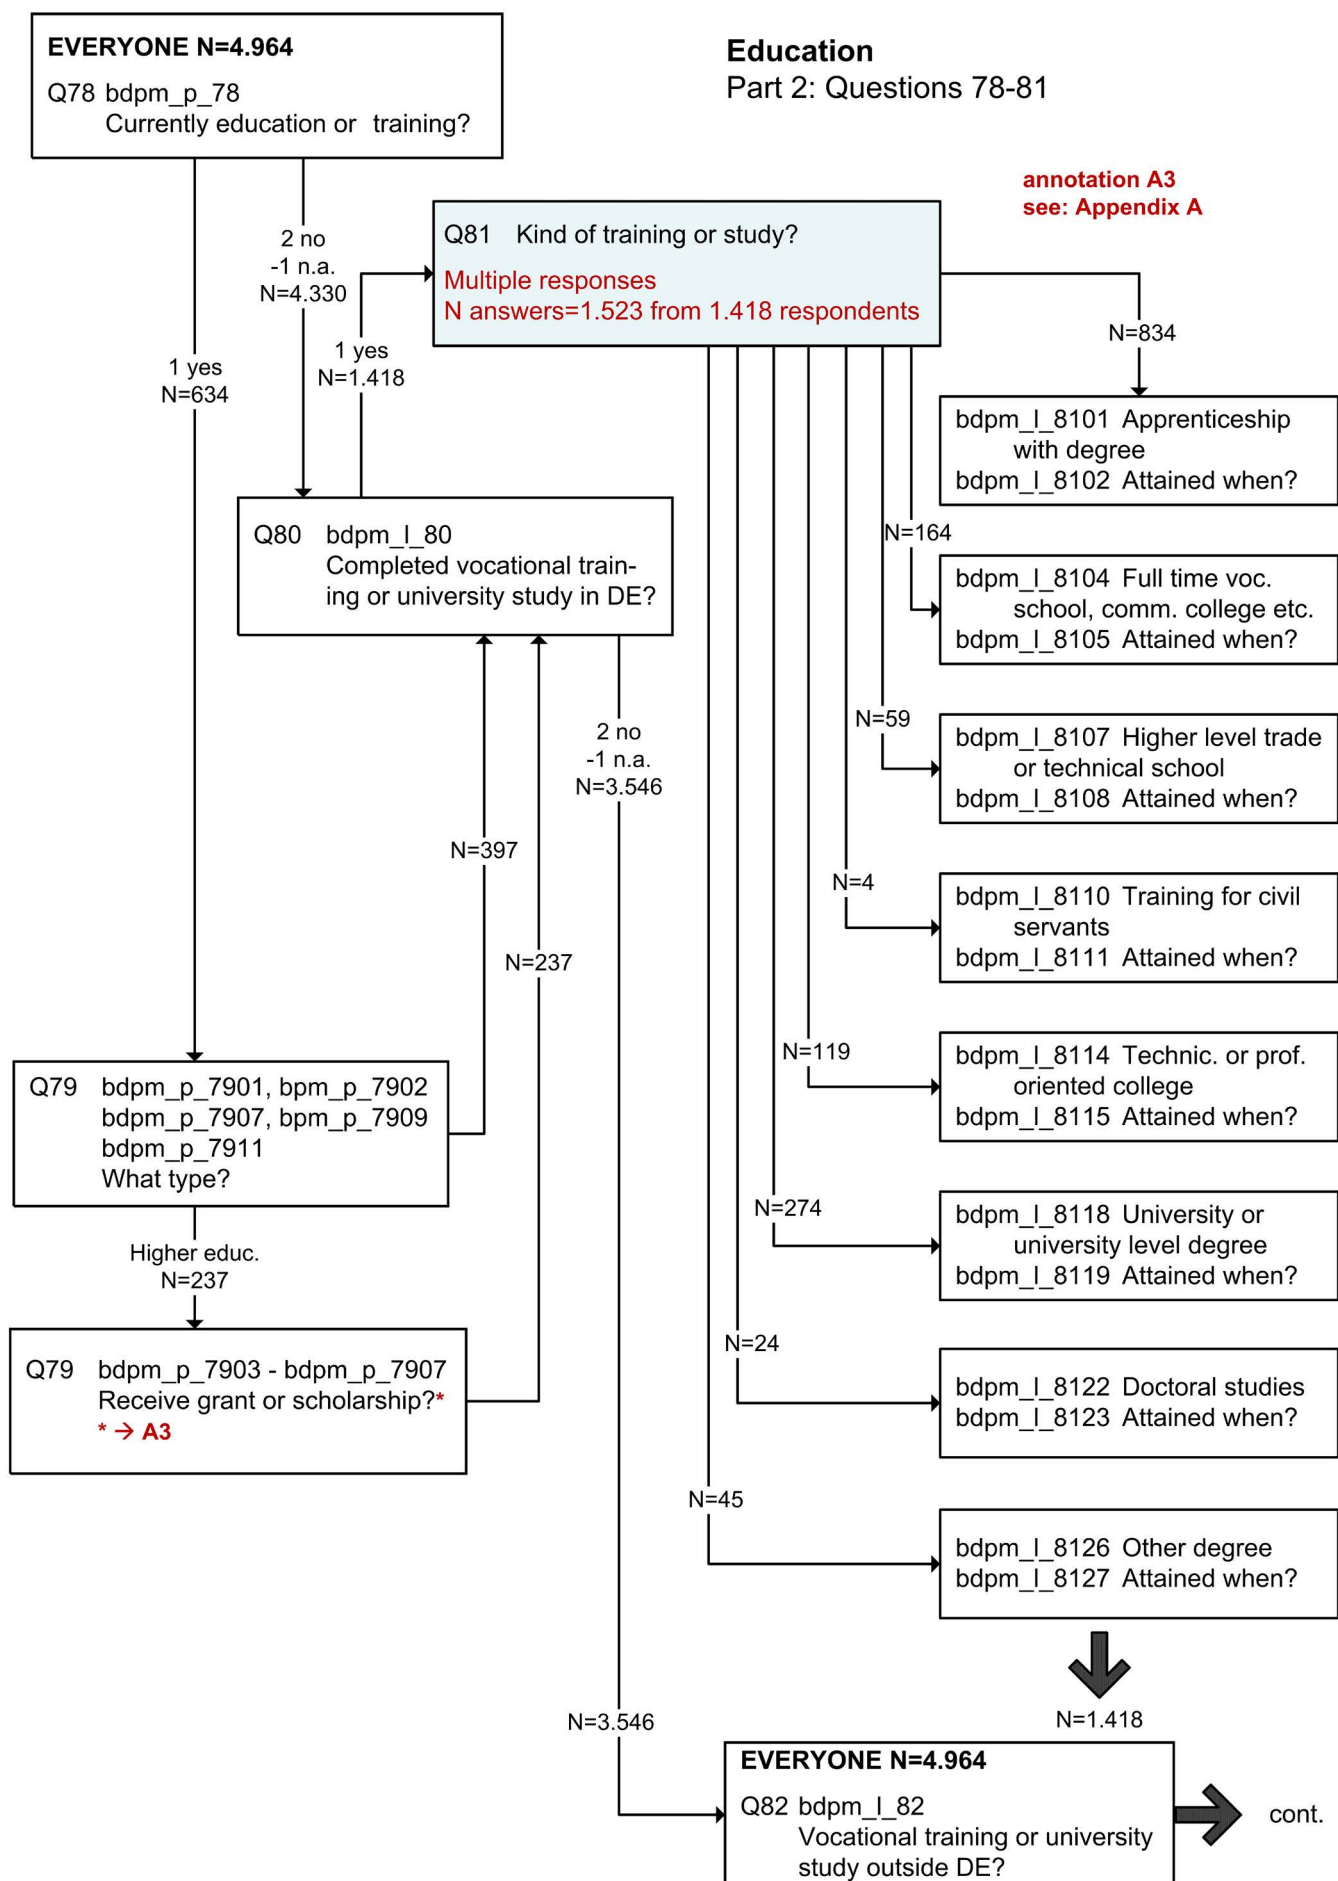 EVERYONE N=4.964
Q78 bdpm_p_78
Currently education or training?
Education
Part 2: Questions 78-81
annotation A3
see: Appendix A
2 no
-1 n.a.
N=4.330
1 yes
N=634
1 yes
N=1.418
Q81 Kind of training or study?
Multiple responses
N answers=1.523 from 1.418 respondents
N=834
bdpm_l_8101 Apprenticeship
with degree
bdpm_l_8102 Attained when?
Q80 bdpm_l_80
Completed vocational train-
ing or university study in DE?
N=164
bdpm_l_8104 Full time voc.
school, comm. college etc.
bdpm_l_8105 Attained when?
2 no
-1 n.a.
N=3.546
N=59
bdpm_l_8107 Higher level trade
or technical school
bdpm_l_8108 Attained when?
N=397
N=4
bdpm_l_8110 Training for civil
servants
bdpm_l_8111 Attained when?
N=237
N=119
bdpm_l_8114 Technic. or prof.
oriented college
bdpm_l_8115 Attained when?
Q79 bdpm_p_7901, bpm_p_7902
bdpm_p_7907, bpm_p_7909
bdpm_p_7911
What type?
N=274
bdpm_l_8118 University or
university level degree
bdpm_l_8119 Attained when?
Higher educ.
N=237
Q79 bdpm_p_7903 - bdpm_p_7907
Receive grant or scholarship?*
* → A3
N=24
bdpm_l_8122 Doctoral studies
bdpm_l_8123 Attained when?
N=45
bdpm_l_8126 Other degree
bdpm_l_8127 Attained when?
N=3.546
N=1.418
EVERYONE N=4.964
Q82 bdpm_l_82
Vocational training or university
study outside DE?
cont.